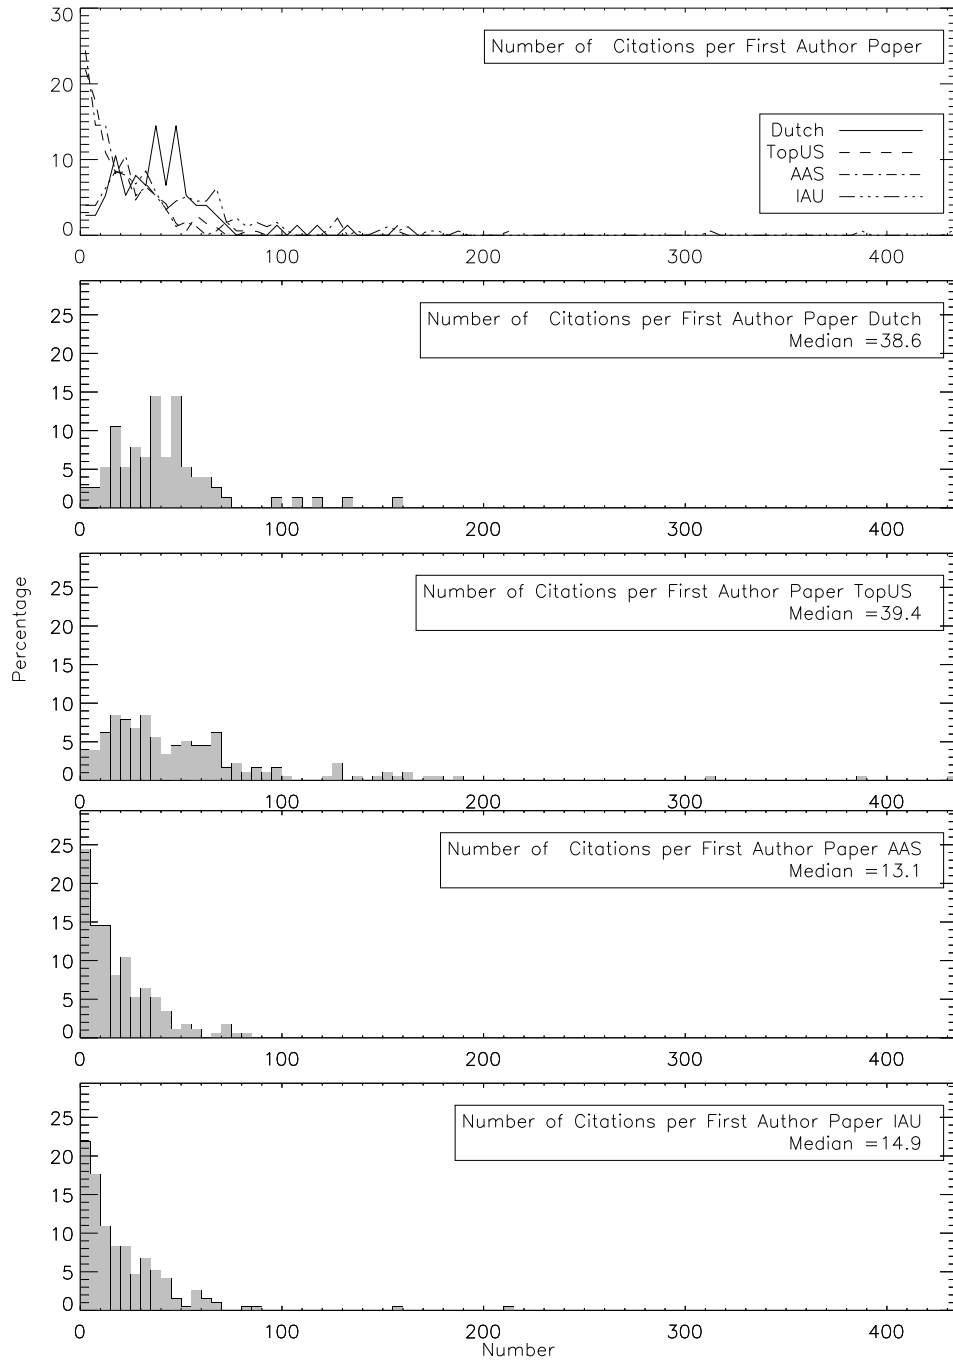 30
Number of Citations per First Author Paper
20
Dutch
TopUS
AAS
IAU
10
0
0 100 200 300 400
25
Number of Citations per First Author Paper Dutch
Median =38.6
20
15
10
5
0
0 100 200 300 400
25
Number of Citations per First Author Paper TopUS
Median =39.4
20
Percentage
15
10
5
0
0 100 200 300 400
25
Number of Citations per First Author Paper AAS
Median =13.1
20
15
10
5
0
0 100 200 300 400
25
Number of Citations per First Author Paper IAU
Median =14.9
20
15
10
5
0
0 100 200 300 400
Number